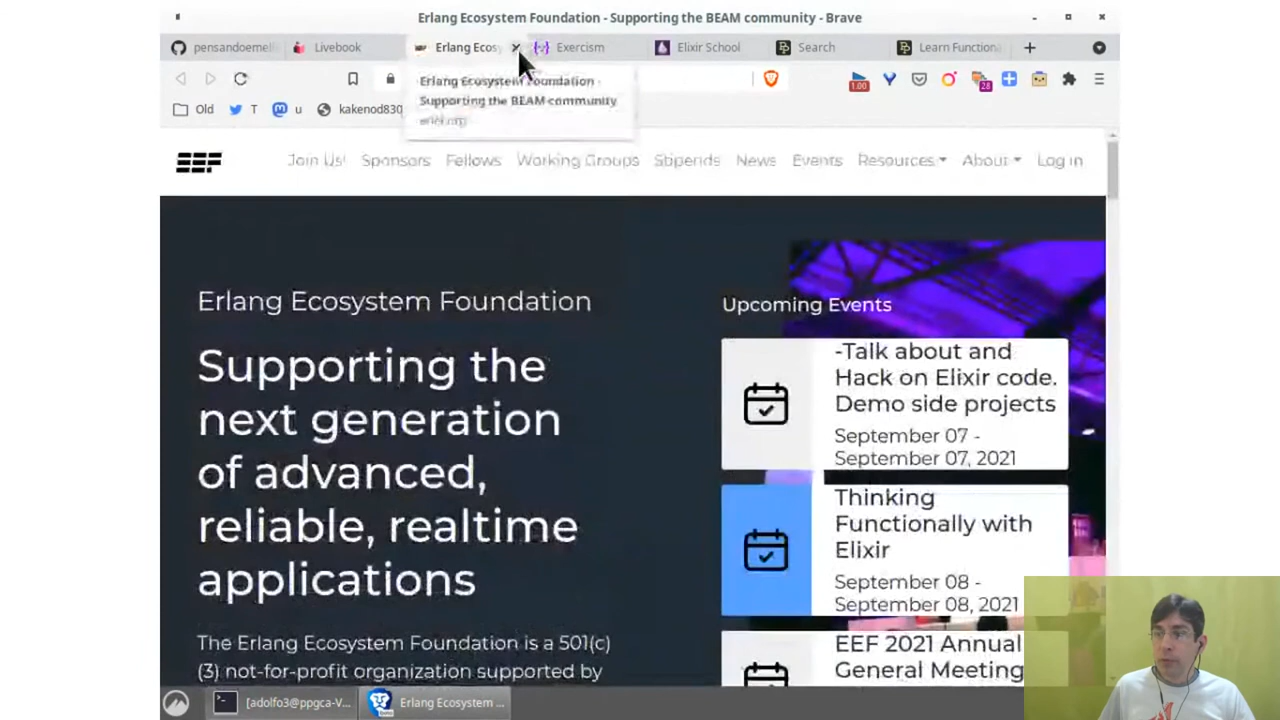 Erlang Ecosystem Foundation - Supporting the BEAM community - Brave
pensandoemel
Livebook
Erlang Ecos
Exercism
Elixir School
Search
Learn Functiona
Erlang Ecosystem Foundation -
Supporting the BEAM community
1.00
28
Old
T
u
kakenod830
EEF
Join Us!
Sponsors
Fellows
Working Groups
Stipends
News
Events
Resources
About
Log in
Erlang Ecosystem Foundation
Supporting the
next generation
of advanced,
reliable, realtime
applications
The Erlang Ecosystem Foundation is a 501(c)
(3) not-for-profit organization supported by
Upcoming Events
-Talk about and
Hack on Elixir code.
Demo side projects
September 07 -
September 07, 2021
Thinking
Functionally with
Elixir
September 08 -
September 08, 2021
EEF 2021 Annual
General Meeting
[adolfo3@ppgca-V...
Erlang Ecosystem ...